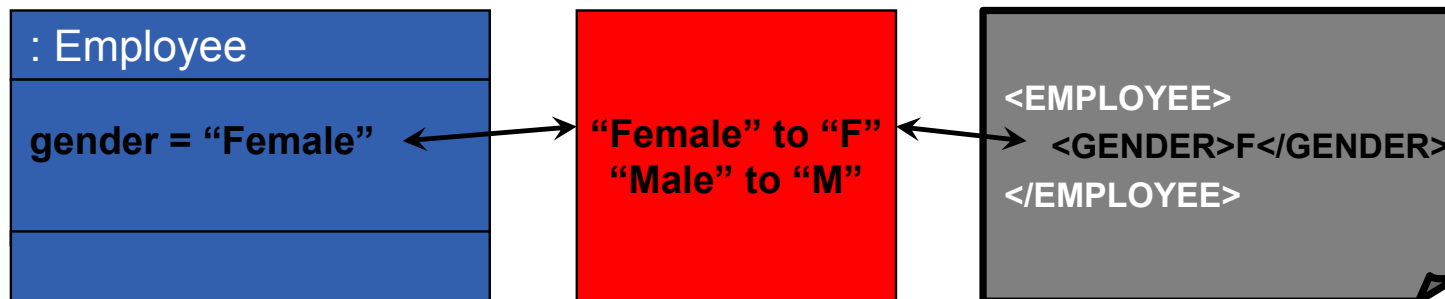 : Employee
gender = “Female”
“Female” to “F”
“Male” to “M”
<EMPLOYEE>
<GENDER>F</GENDER>
</EMPLOYEE>